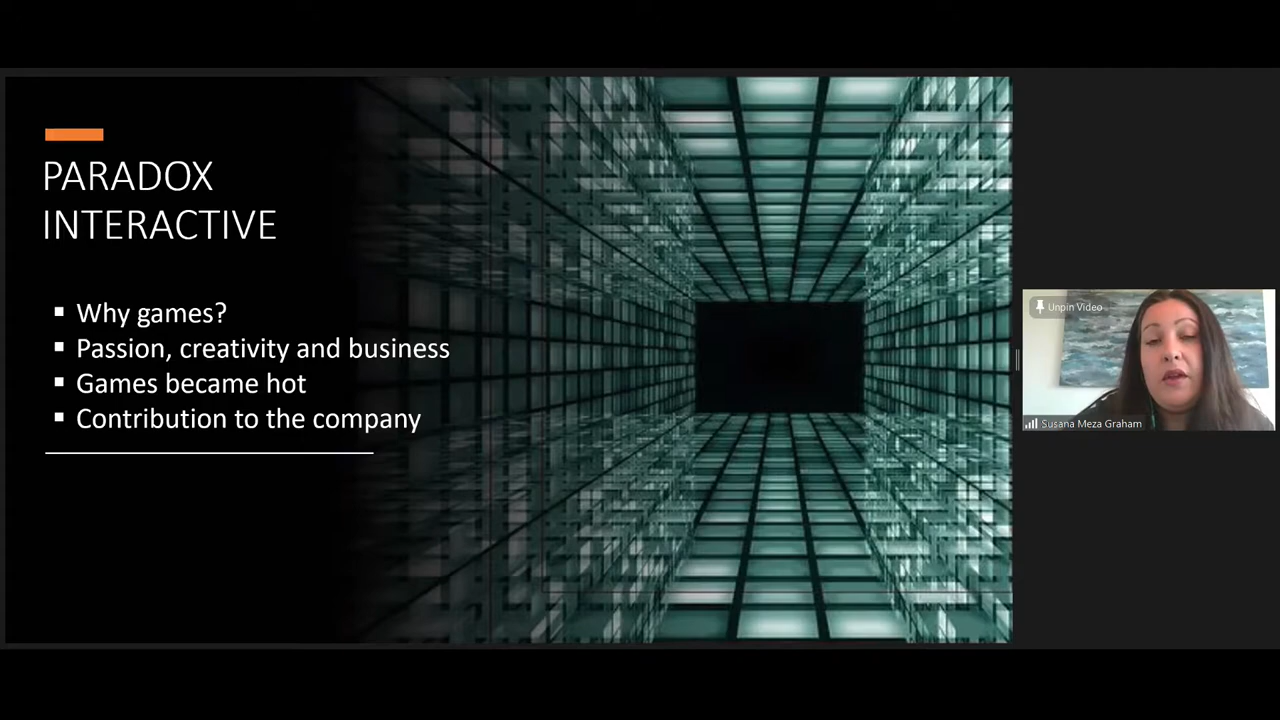 PARADOX
INTERACTIVE
Why games?
Passion, creativity and business
Games became hot
Contribution to the company
Unpin Video
Susana Meza Graham